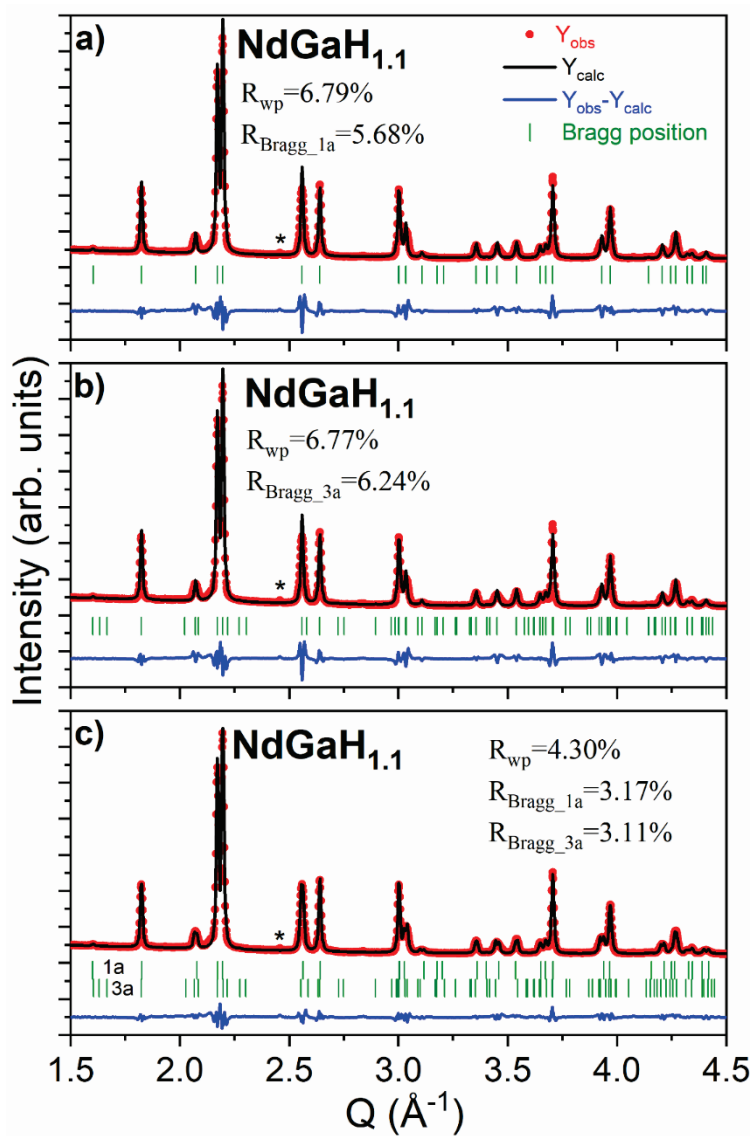 a)
NdGaH1.1
Rwp=6.79%
RBragg_1a=5.68%
Yobs
Ycalc
Yobs-Ycalc
Bragg position
*
b)
NdGaH1.1
Rwp=6.77%
RBragg_3a=6.24%
*
c)
NdGaH1.1
Rwp=4.30%
RBragg_1a=3.17%
RBragg_3a=3.11%
*
1a
3a
Intensity (arb. units)
1.5 2.0 2.5 3.0 3.5 4.0 4.5
Q (Å-1)